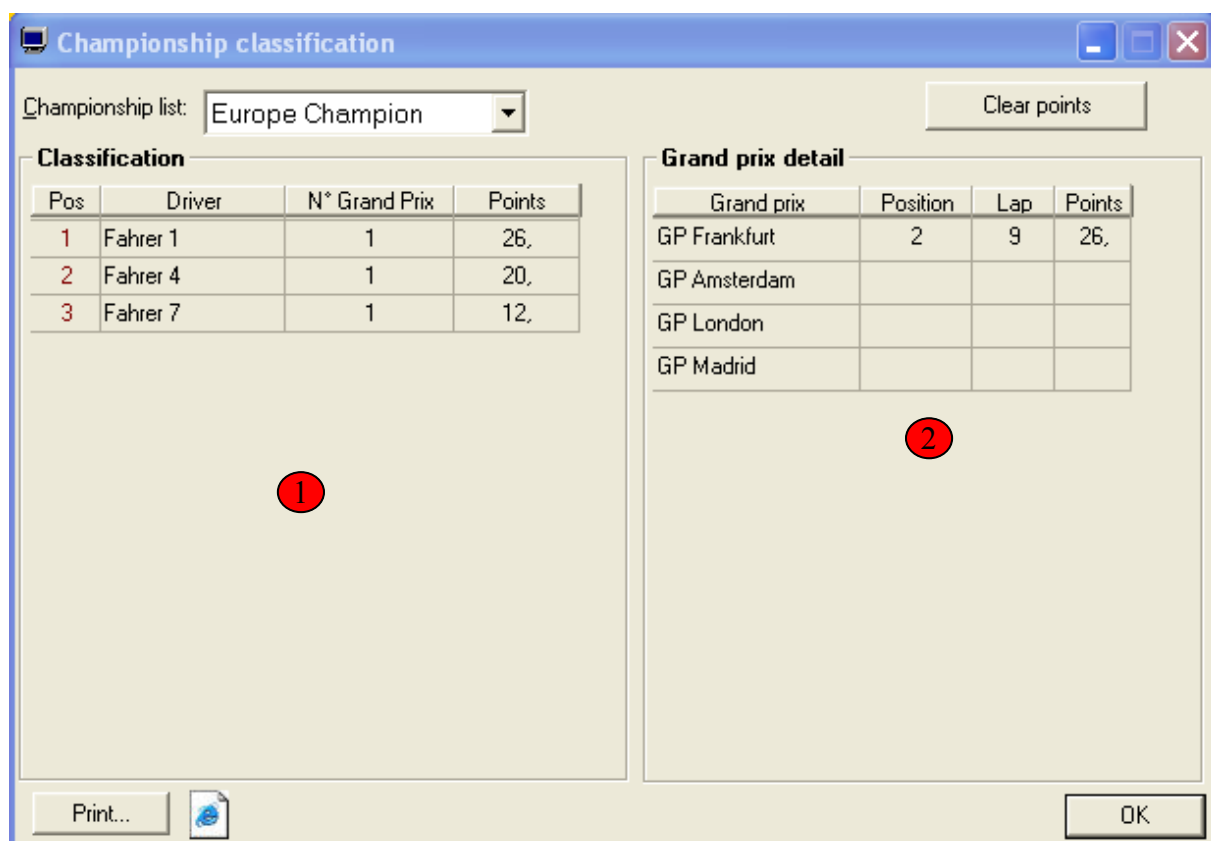 Championship classification
Championship list: Europe Champion Clear points
Classification
Pos Driver N° Grand Prix Points
1 Fahrer 1 1 26,
2 Fahrer 4 1 20,
3 Fahrer 7 1 12,
1
Grand prix detail
Grand prix Position Lap Points
GP Frankfurt 2 9 26,
GP Amsterdam
GP London
GP Madrid
2
Print... OK